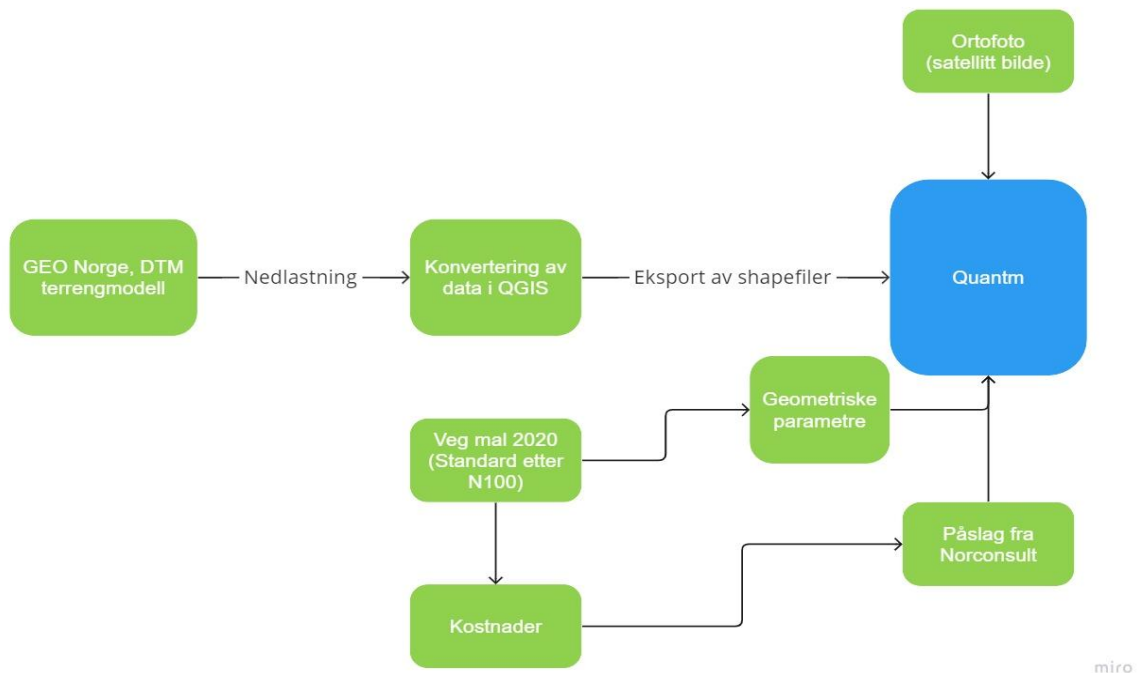 Ortofoto
(satellitt bilde)
GEO Norge, DTM
terrengmodell
Nedlastning
Konvertering av
data i QGIS
Eksport av shapefiler
Quantm
Geometriske
parametre
Veg mal 2020
(Standard etter
N100)
Påslag fra
Norconsult
Kostnader
miro